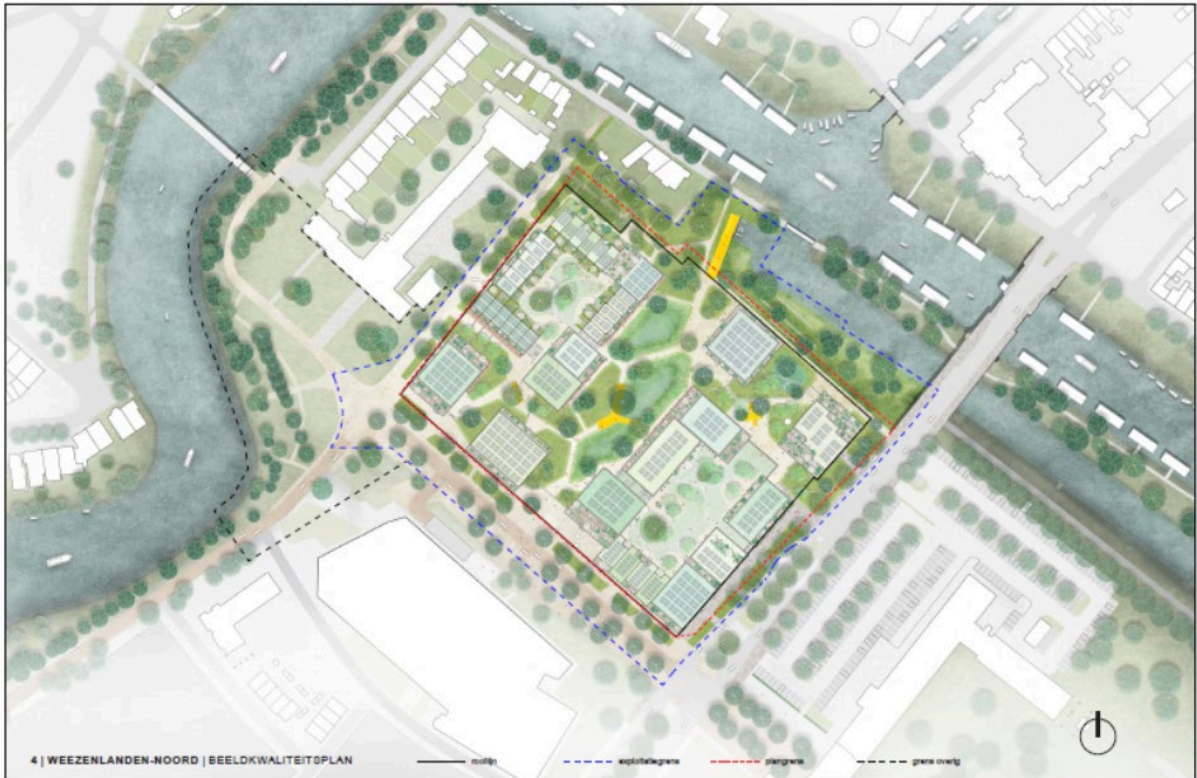 4 | WEEZENLANDEN-NOORD | BEELDKWALITEITSPLAN
rooilijn
exploitatiegrens
plangrens
grens overig